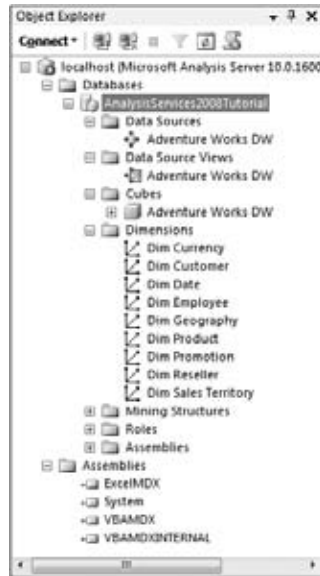 Object Explorer
Connect
localhost (Microsoft Analysis Server 10.0.1600
Databases
AnalysisServices2008Tutorial
Data Sources
Adventure Works DW
Data Source Views
Adventure Works DW
Cubes
Adventure Works DW
Dimensions
Dim Currency
Dim Customer
Dim Date
Dim Employee
Dim Geography
Dim Product
Dim Promotion
Dim Reseller
Dim Sales Territory
Mining Structures
Roles
Assemblies
Assemblies
ExcelMDX
System
VBAMDX
VBAMDXINTERNAL